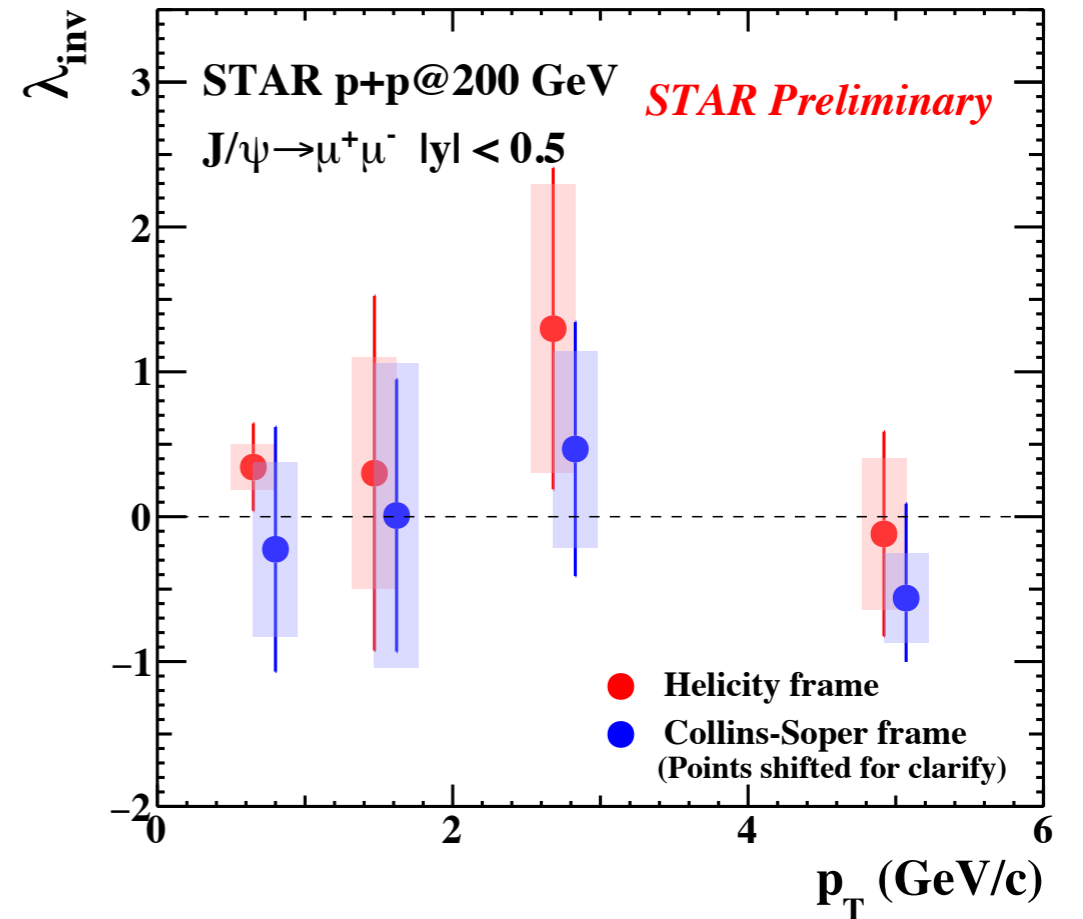 λinv
STAR p+p@200 GeV
STAR Preliminary
J/ψ→μ⁺μ⁻ |y| < 0.5
3
2
1
0
−1
−2
Helicity frame
Collins-Soper frame
(Points shifted for clarify)
0 2 4 6
pT (GeV/c)